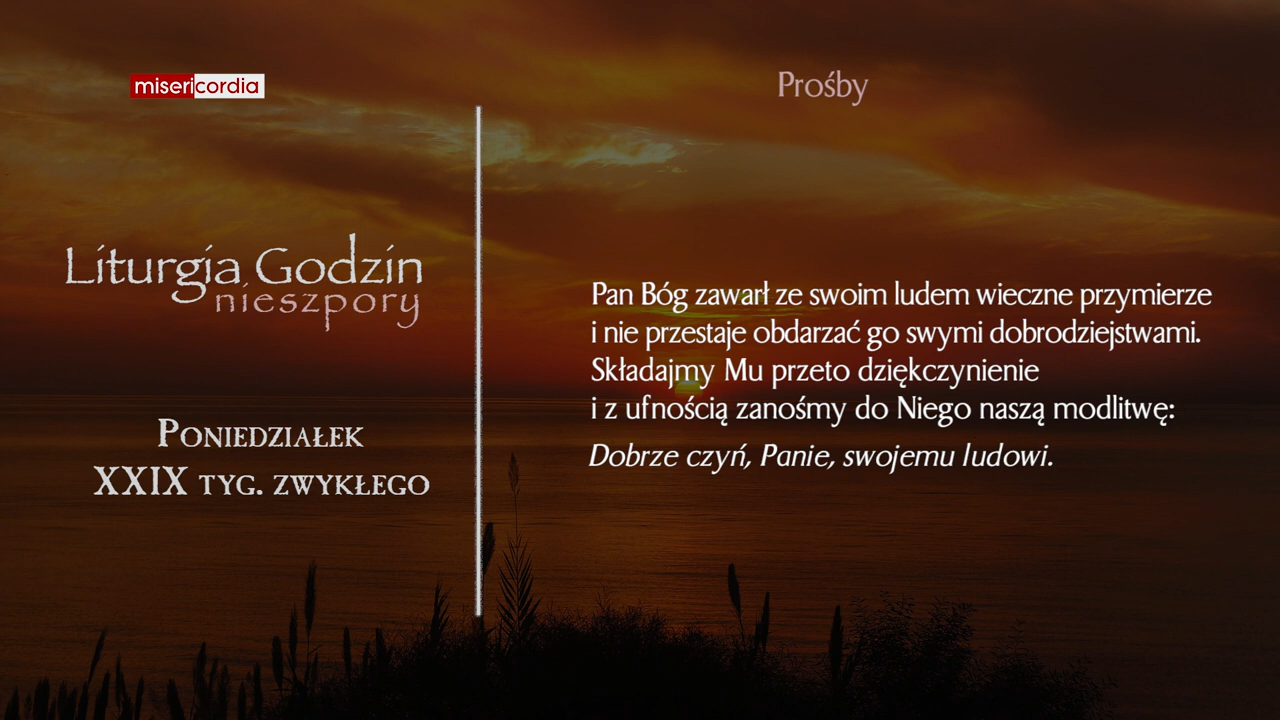 misericordia
Liturgia Godzin
nieszpory
Poniedziałek
XXIX tyg. zwykłego
Prośby
Pan Bóg zawarł ze swoim ludem wieczne przymierze
i nie przestaje obdarzać go swymi dobrodziejstwami.
Składajmy Mu przeto dziękczynienie
i z ufnością zanośmy do Niego naszą modlitwę:
Dobrze czyń, Panie, swojemu ludowi.